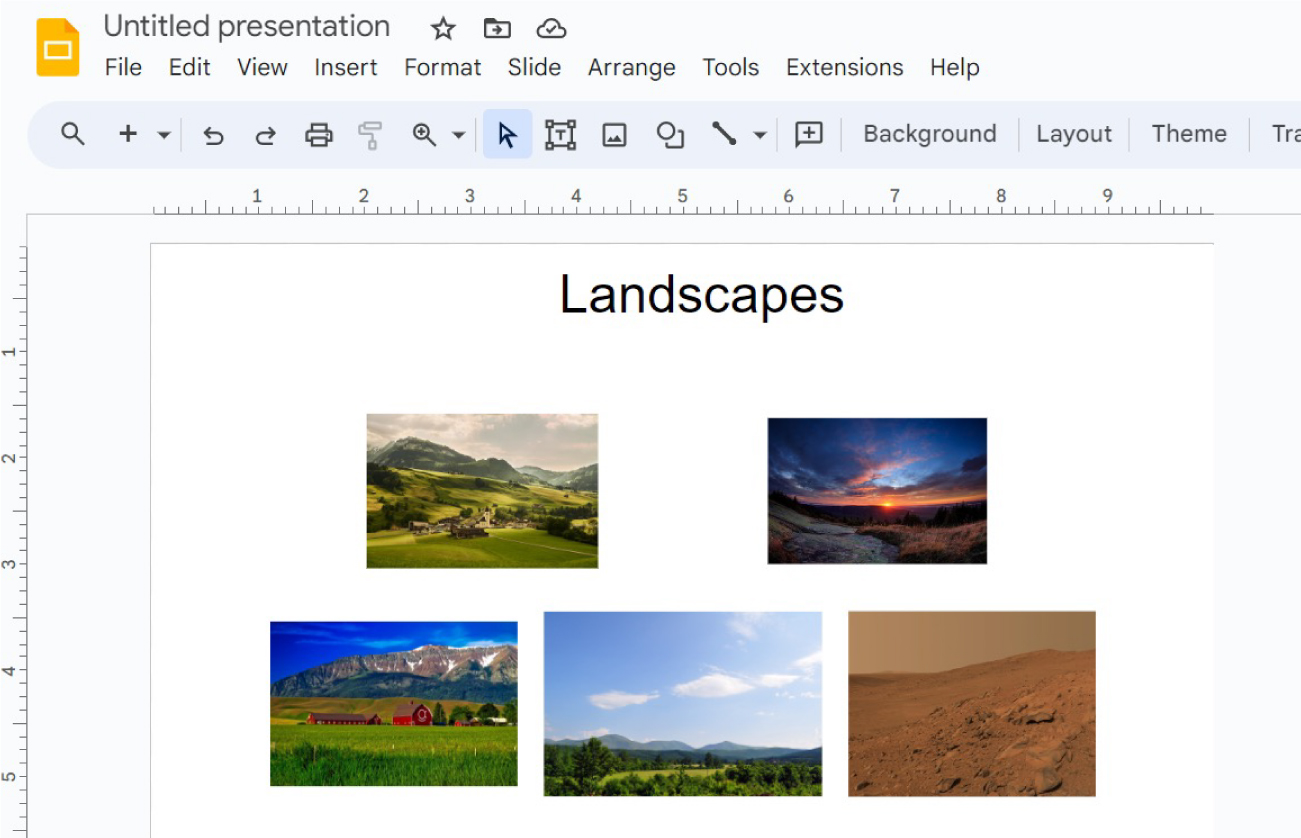 Untitled presentation
File Edit View Insert Format Slide Arrange Tools Extensions Help
Background Layout Theme Tra
1 2 3 4 5 6 7 8 9
Landscapes
1
2
3
4
5